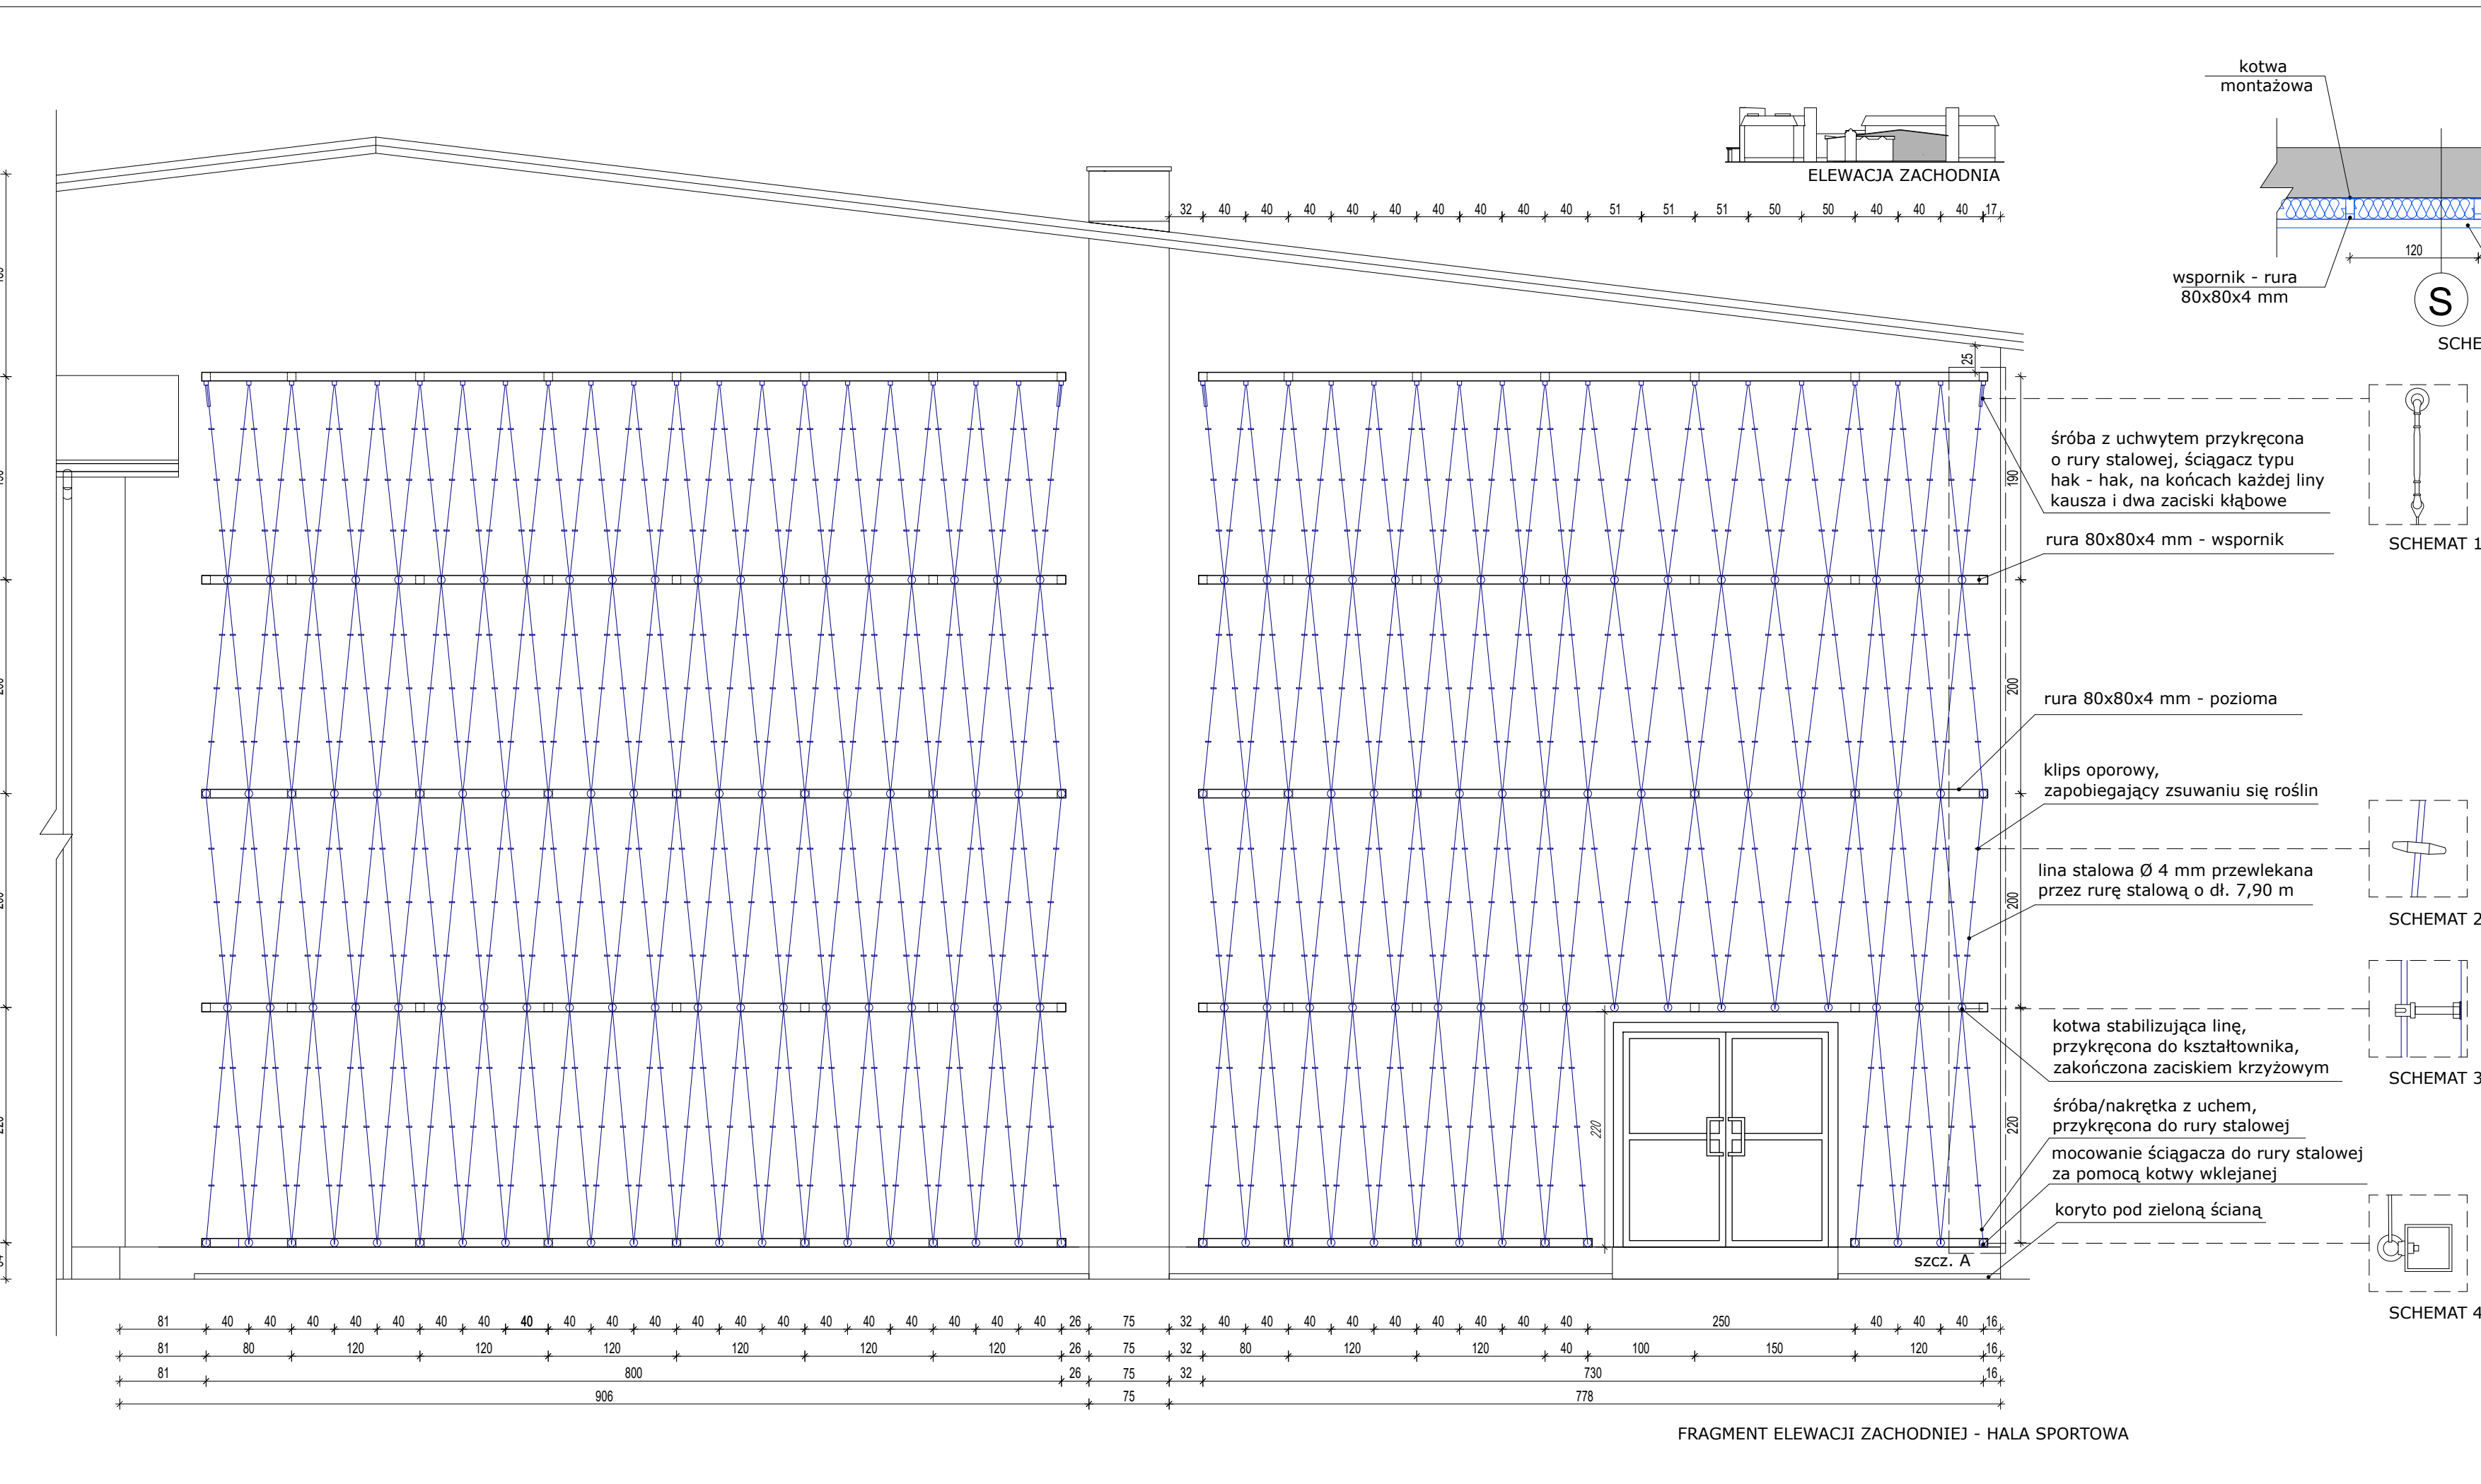 kotwa
montażowa
ELEWACJA ZACHODNIA
32 40 40 40 40 40 40 40 40 40 51 51 51 50 50 40 40 40 17
120
wspornik - rura
80x80x4 mm
S
SCHE
25
śróba z uchwytem przykręcona
o rury stalowej, ściągacz typu
hak - hak, na końcach każdej liny
kausza i dwa zaciski kłąbowe
190
SCHEMAT 1
rura 80x80x4 mm - wspornik
200
rura 80x80x4 mm - pozioma
klips oporowy,
zapobiegający zsuwaniu się roślin
lina stalowa Ø 4 mm przewlekana
przez rurę stalową o dł. 7,90 m
200
SCHEMAT 2
kotwa stabilizująca linę,
przykręcona do kształtownika,
zakończona zaciskiem krzyżowym
SCHEMAT 3
220
220
śróba/nakrętka z uchem,
przykręcona do rury stalowej
mocowanie ściągacza do rury stalowej
za pomocą kotwy wklejanej
koryto pod zieloną ścianą
szcz. A
SCHEMAT 4
81 40 40 40 40 40 40 40 40 40 40 40 40 40 40 40 40 40 40 40 40 26 75 32 40 40 40 40 40 40 40 40 40 250 40 40 40 16
81 80 120 120 120 120 120 120 26 75 32 80 120 120 40 100 150 120 16
81 800 26 75 32 730 16
906 75 778
FRAGMENT ELEWACJI ZACHODNIEJ - HALA SPORTOWA